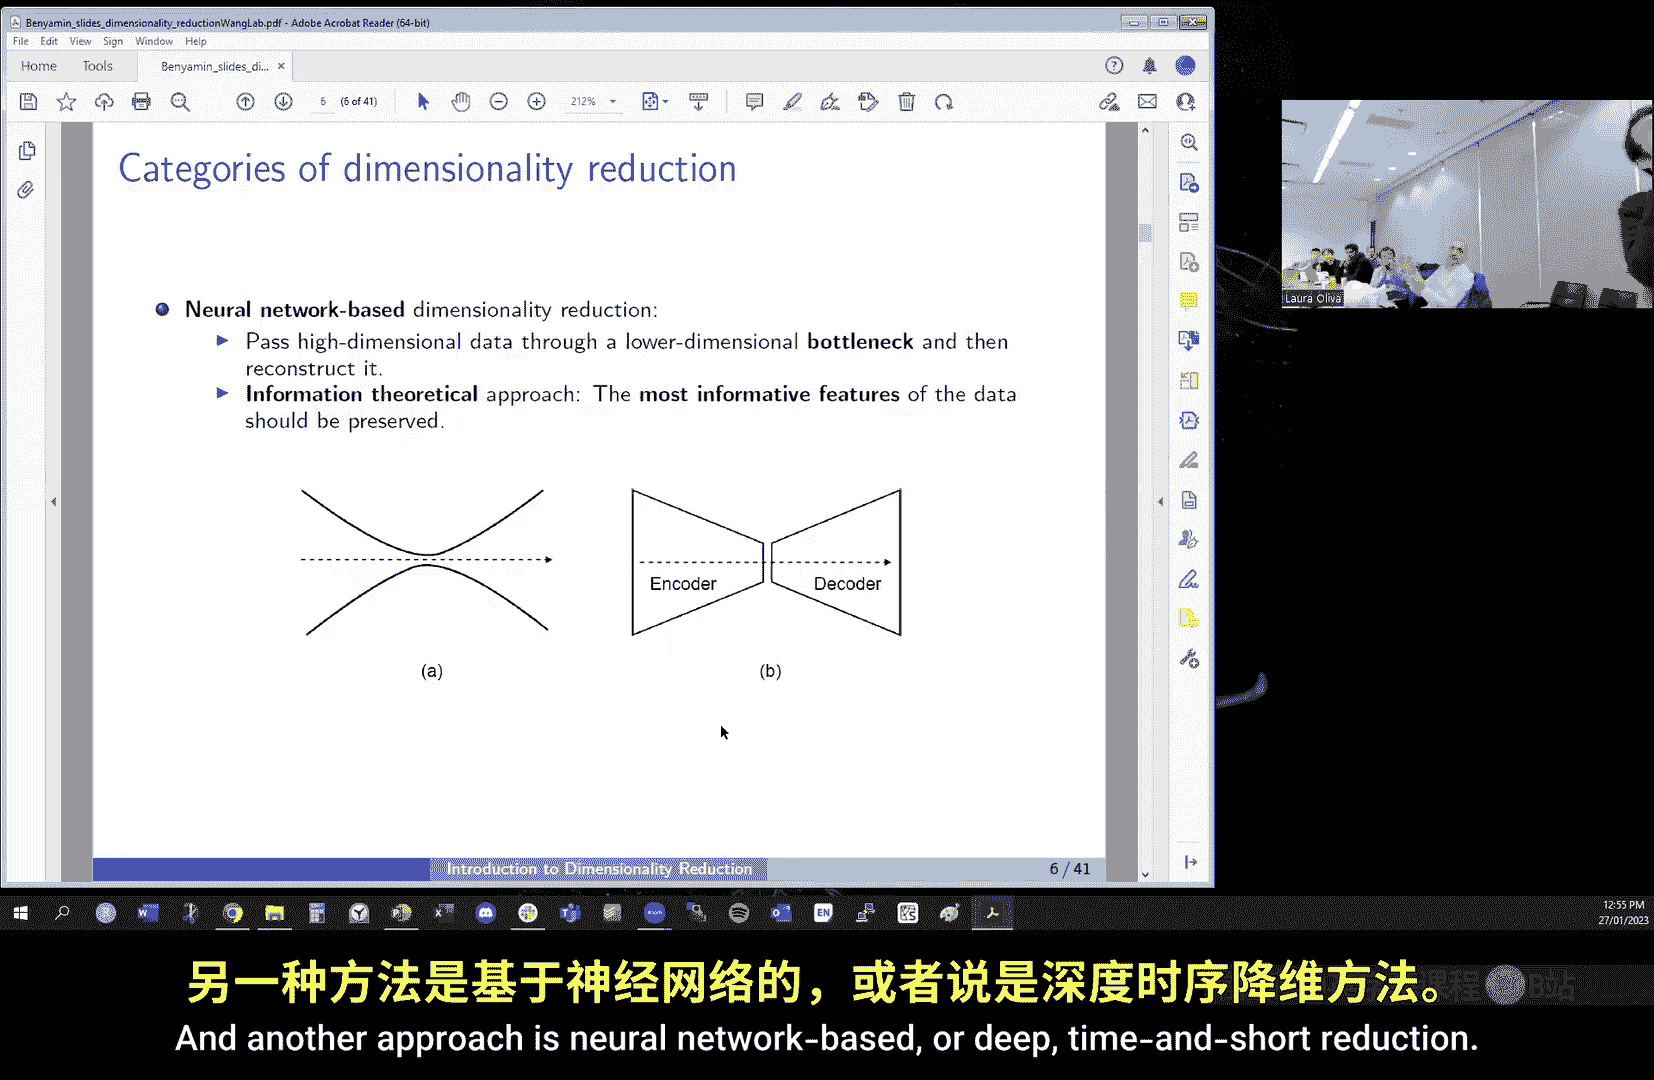 Benyamin_slides_dimensionality_reductionWangLab.pdf - Adobe Acrobat Reader (64-bit)
File Edit View Sign Window Help
Home Tools Benyamin_slides_di... ×
6 (6 of 41) 212%
Categories of dimensionality reduction
Neural network-based dimensionality reduction:
Pass high-dimensional data through a lower-dimensional bottleneck and then
reconstruct it.
Information theoretical approach: The most informative features of the data
should be preserved.
Encoder Decoder
(a) (b)
Introduction to Dimensionality Reduction 6 / 41
Laura Oliva
EN
12:55 PM
27/01/2023
另一种方法是基于神经网络的，或者说是深度时序降维方法。
课程 B站
And another approach is neural network-based, or deep, time-and-short reduction.